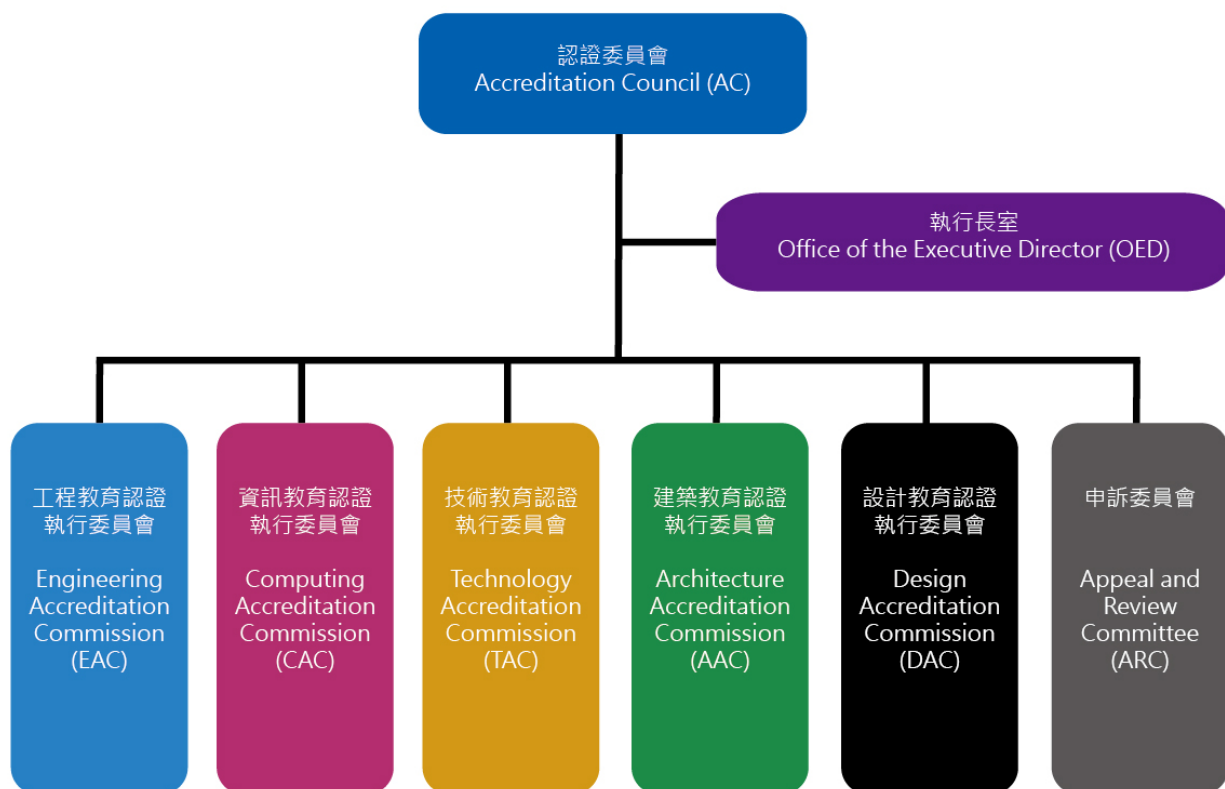 認證委員會
Accreditation Council (AC)
執行長室
Office of the Executive Director (OED)
工程教育認證
執行委員會
Engineering
Accreditation
Commission
(EAC)
資訊教育認證
執行委員會
Computing
Accreditation
Commission
(CAC)
技術教育認證
執行委員會
Technology
Accreditation
Commission
(TAC)
建築教育認證
執行委員會
Architecture
Accreditation
Commission
(AAC)
設計教育認證
執行委員會
Design
Accreditation
Commission
(DAC)
申訴委員會
Appeal and
Review
Committee
(ARC)